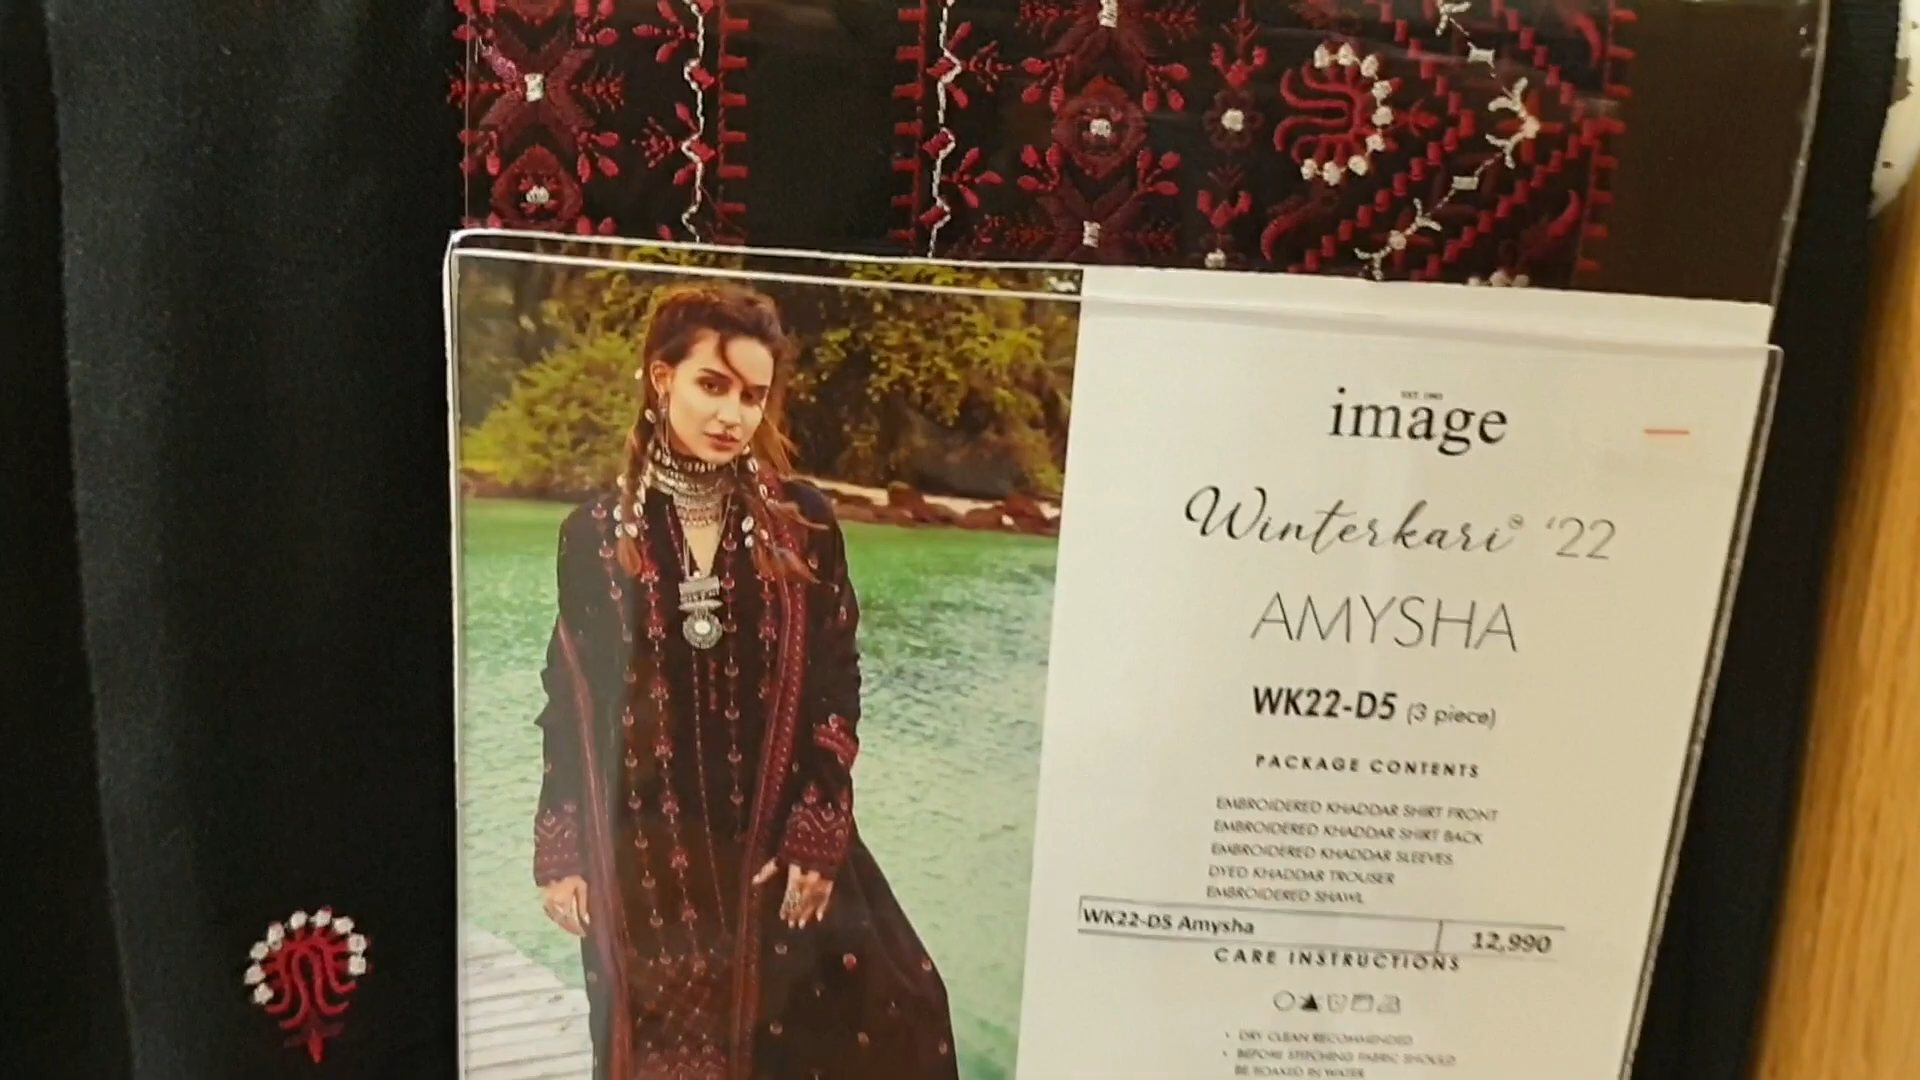 EST. 1993
image
Winterkari® '22
AMYSHA
WK22-D5 (3 piece)
PACKAGE CONTENTS
EMBROIDERED KHADDAR SHIRT FRONT
EMBROIDERED KHADDAR SHIRT BACK
EMBROIDERED KHADDAR SLEEVES
DYED KHADDAR TROUSER
EMBROIDERED SHAWL
WK22-D5 Amysha 12,990
CARE INSTRUCTIONS
• DRY CLEAN RECOMMENDED
• BEFORE STITCHING FABRIC SHOULD
BE SOAKED IN WATER